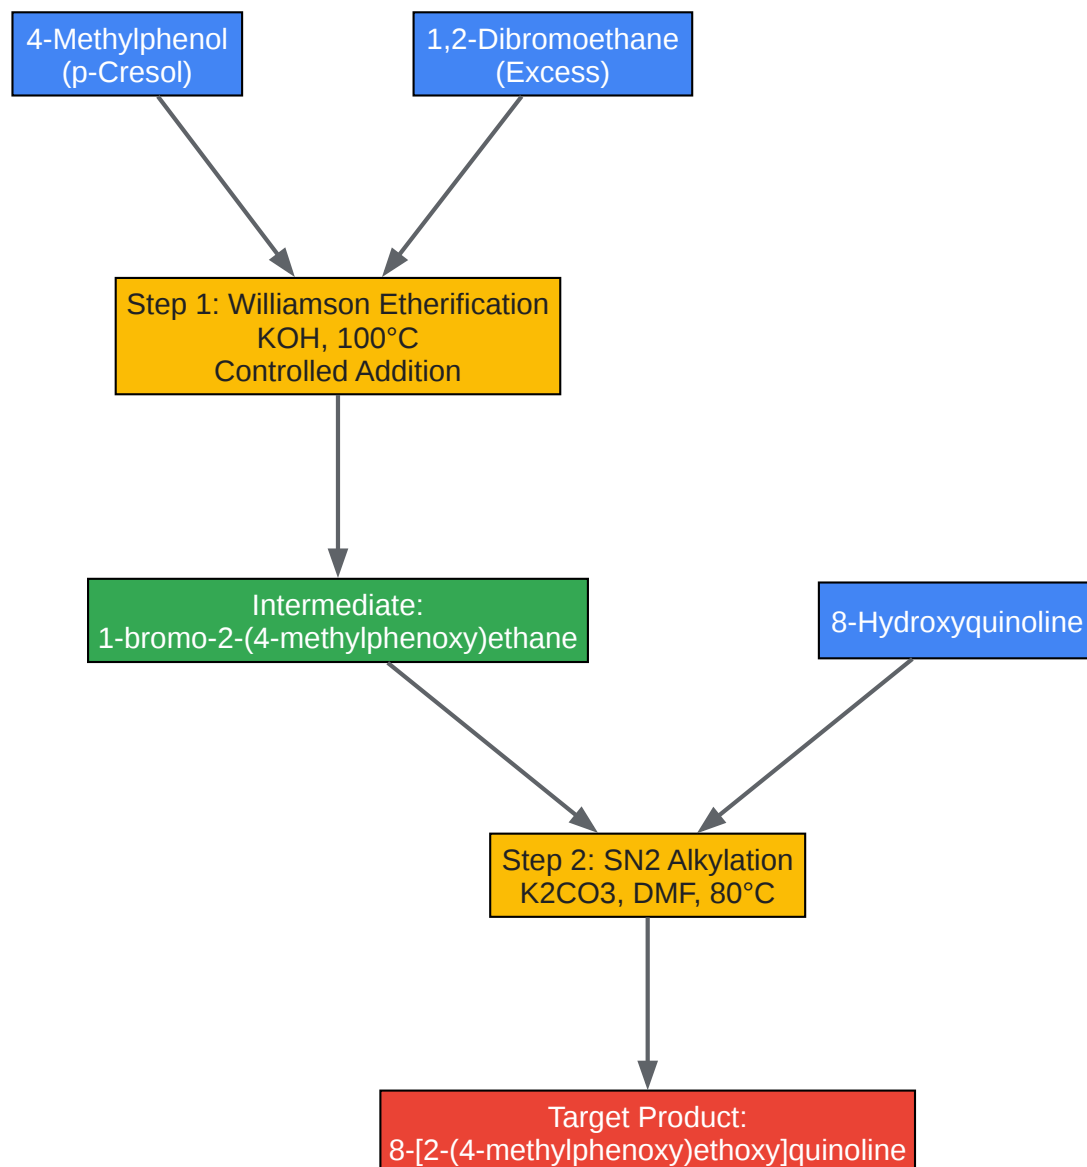 4-Methylphenol
(p-Cresol)
1,2-Dibromoethane
(Excess)
Step 1: Williamson Etherification
KOH, 100°C
Controlled Addition
Intermediate:
1-bromo-2-(4-methylphenoxy)ethane
8-Hydroxyquinoline
Step 2: SN2 Alkylation
K2CO3, DMF, 80°C
Target Product:
8-[2-(4-methylphenoxy)ethoxy]quinoline